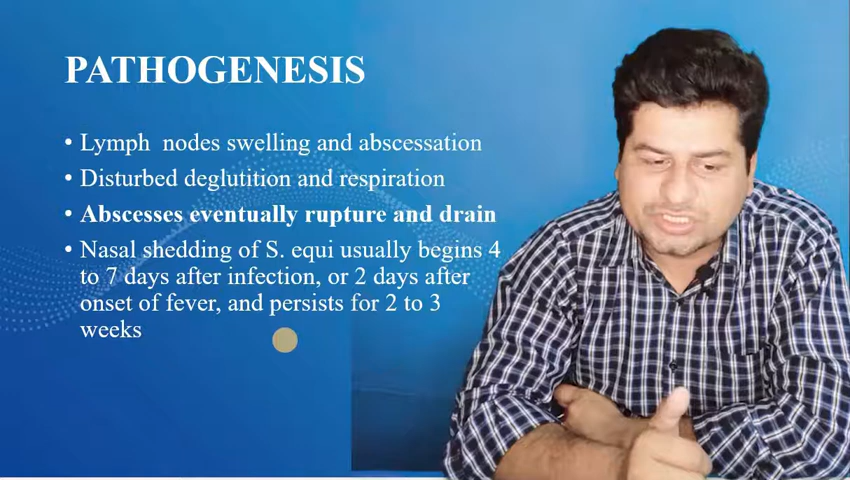 PATHOGENESIS
• Lymph nodes swelling and abscessation
• Disturbed deglutition and respiration
• Abscesses eventually rupture and drain
• Nasal shedding of S. equi usually begins 4
to 7 days after infection, or 2 days after
onset of fever, and persists for 2 to 3
weeks